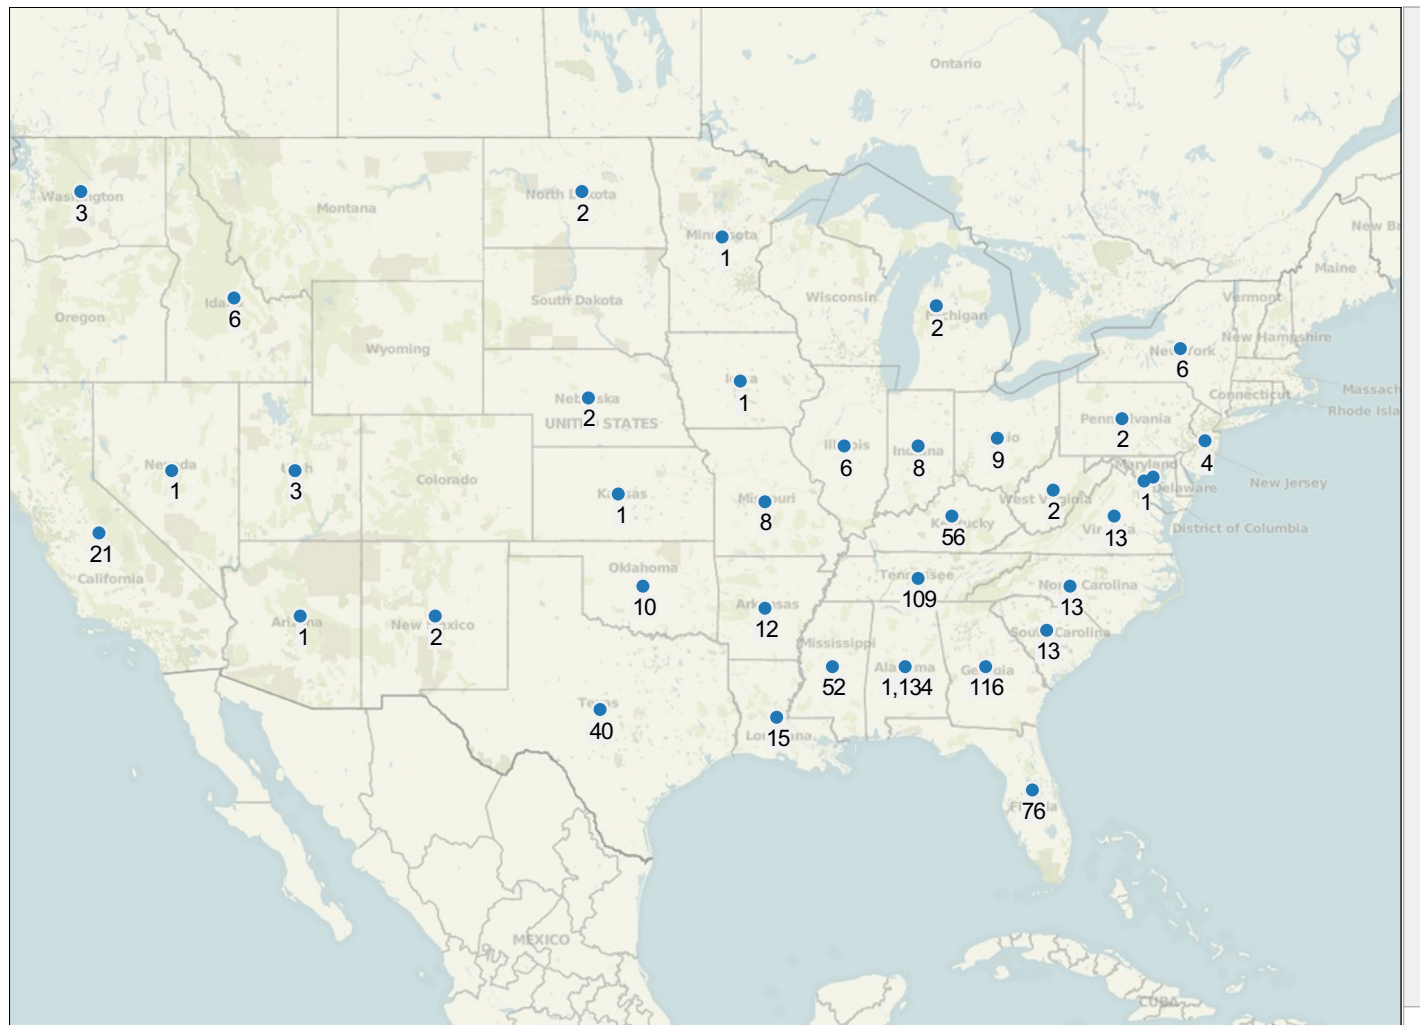 Ontario
Washington
3
North Dakota
2
Montana
Minnesota
1
New Br
Maine
Idaho
6
South Dakota
Wisconsin
Michigan
2
Vermont
Oregon
New Hampshire
Wyoming
New York
6
Iowa
1
Massach
Connecticut
Rhode Isla
Nebraska
2
UNITED STATES
Pennsylvania
2
Illinois
6
Indiana
8
Ohio
9
4
Nevada
1
Utah
3
Colorado
Maryland
Delaware
1
New Jersey
Kansas
1
Missouri
8
West Virginia
2
Kentucky
56
Virginia
13
District of Columbia
21
California
Oklahoma
10
Tennessee
109
North Carolina
13
Arkansas
12
Arizona
1
New Mexico
2
South Carolina
13
Mississippi
52
Alabama
1,134
Georgia
116
Texas
40
Louisiana
15
Florida
76
MEXICO
CUBA